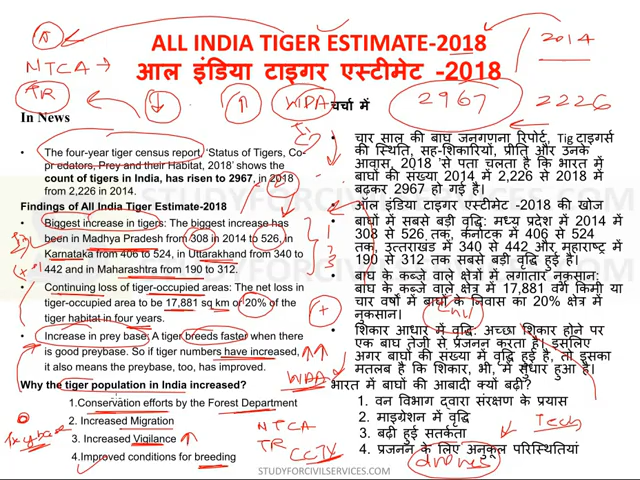 ALL INDIA TIGER ESTIMATE-2018
आल इंडिया टाइगर एस्टीमेट -2018
2014
NTCA →
TR
WPA
2967
2226
In News
The four-year tiger census report, 'Status of Tigers, Co-
predators, Prey and their Habitat, 2018' shows the
count of tigers in India, has risen to 2967, in 2018
from 2,226 in 2014.
Findings of All India Tiger Estimate-2018
Biggest increase in tigers: The biggest increase has
been in Madhya Pradesh from 308 in 2014 to 526, in
Karnataka from 406 to 524, in Uttarakhand from 340 to
442 and in Maharashtra from 190 to 312.
Continuing loss of tiger-occupied areas: The net loss in
tiger-occupied area to be 17,881 sq km or 20% of the
tiger habitat in four years.
Increase in prey base: A tiger breeds faster when there
is good preybase. So if tiger numbers have increased,
it also means the preybase, too, has improved.
Why the tiger population in India increased?
1.Conservation efforts by the Forest Department
2. Increased Migration
3. Increased Vigilance
4.Improved conditions for breeding
Prey base
NTCA
TR
CCTV
चर्चा में
चार साल की बाघ जनगणना रिपोर्ट, Tigटाइगर्स
की स्थिति, सह-शिकारियों, प्रीति और उनके
आवास, 2018 'से पता चलता है कि भारत में
बाघों की संख्या 2014 में 2,226 से 2018 में
बढ़कर 2967 हो गई है।
आल इंडिया टाइगर एस्टीमेट -2018 की खोज
बाघों में सबसे बड़ी वृद्धि: मध्य प्रदेश में 2014 में
308 से 526 तक, कर्नाटक में 406 से 524
तक, उत्तराखंड में 340 से 442 और महाराष्ट्र में
190 से 312 तक सबसे बड़ी वृद्धि हुई है।
बाघ के कब्जे वाले क्षेत्रों में लगातार नुकसान:
बाघ के कब्जे वाले क्षेत्र में 17,881 वर्ग किमी या
चार वर्षों में बाघों के निवास का 20% क्षेत्र में
नुकसान।
शिकार आधार में वृद्धि: अच्छा शिकार होने पर
एक बाघ तेजी से प्रजनन करता है। इसलिए
अगर बाघों की संख्या में वृद्धि हुई है, तो इसका
मतलब है कि शिकार, भी, में सुधार हुआ है।
WPA
भारत में बाघों की आबादी क्यों बढ़ी?
1. वन विभाग द्वारा संरक्षण के प्रयास
2. माइग्रेशन में वृद्धि
3. बढ़ी हुई सतर्कता
4. प्रजनन के लिए अनुकूल परिस्थितियां
Tech
drones
STUDYFORCIVILSERVICES.COM